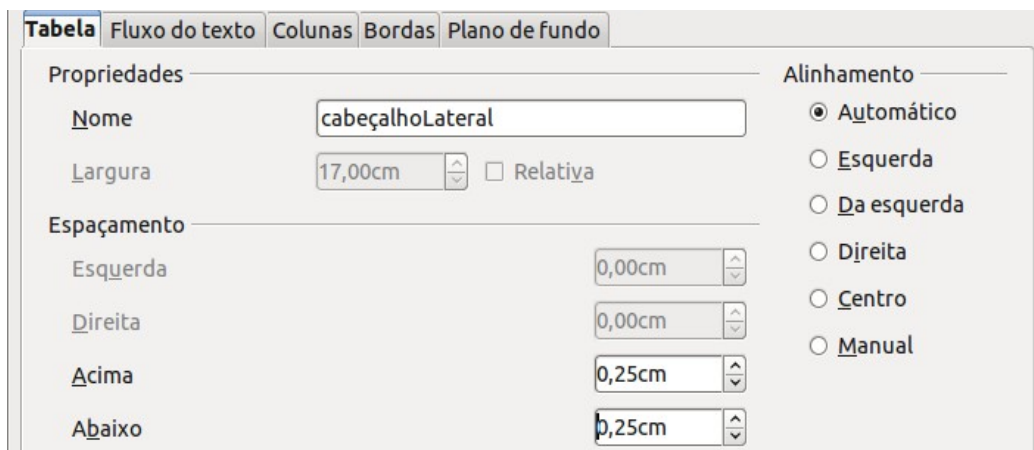 Tabela Fluxo do texto Colunas Bordas Plano de fundo
Propriedades
Nome cabeçalhoLateral
Largura 17,00cm Relativa
Espaçamento
Esquerda 0,00cm
Direita 0,00cm
Acima 0,25cm
Abaixo 0,25cm
Alinhamento
Automático
Esquerda
Da esquerda
Direita
Centro
Manual